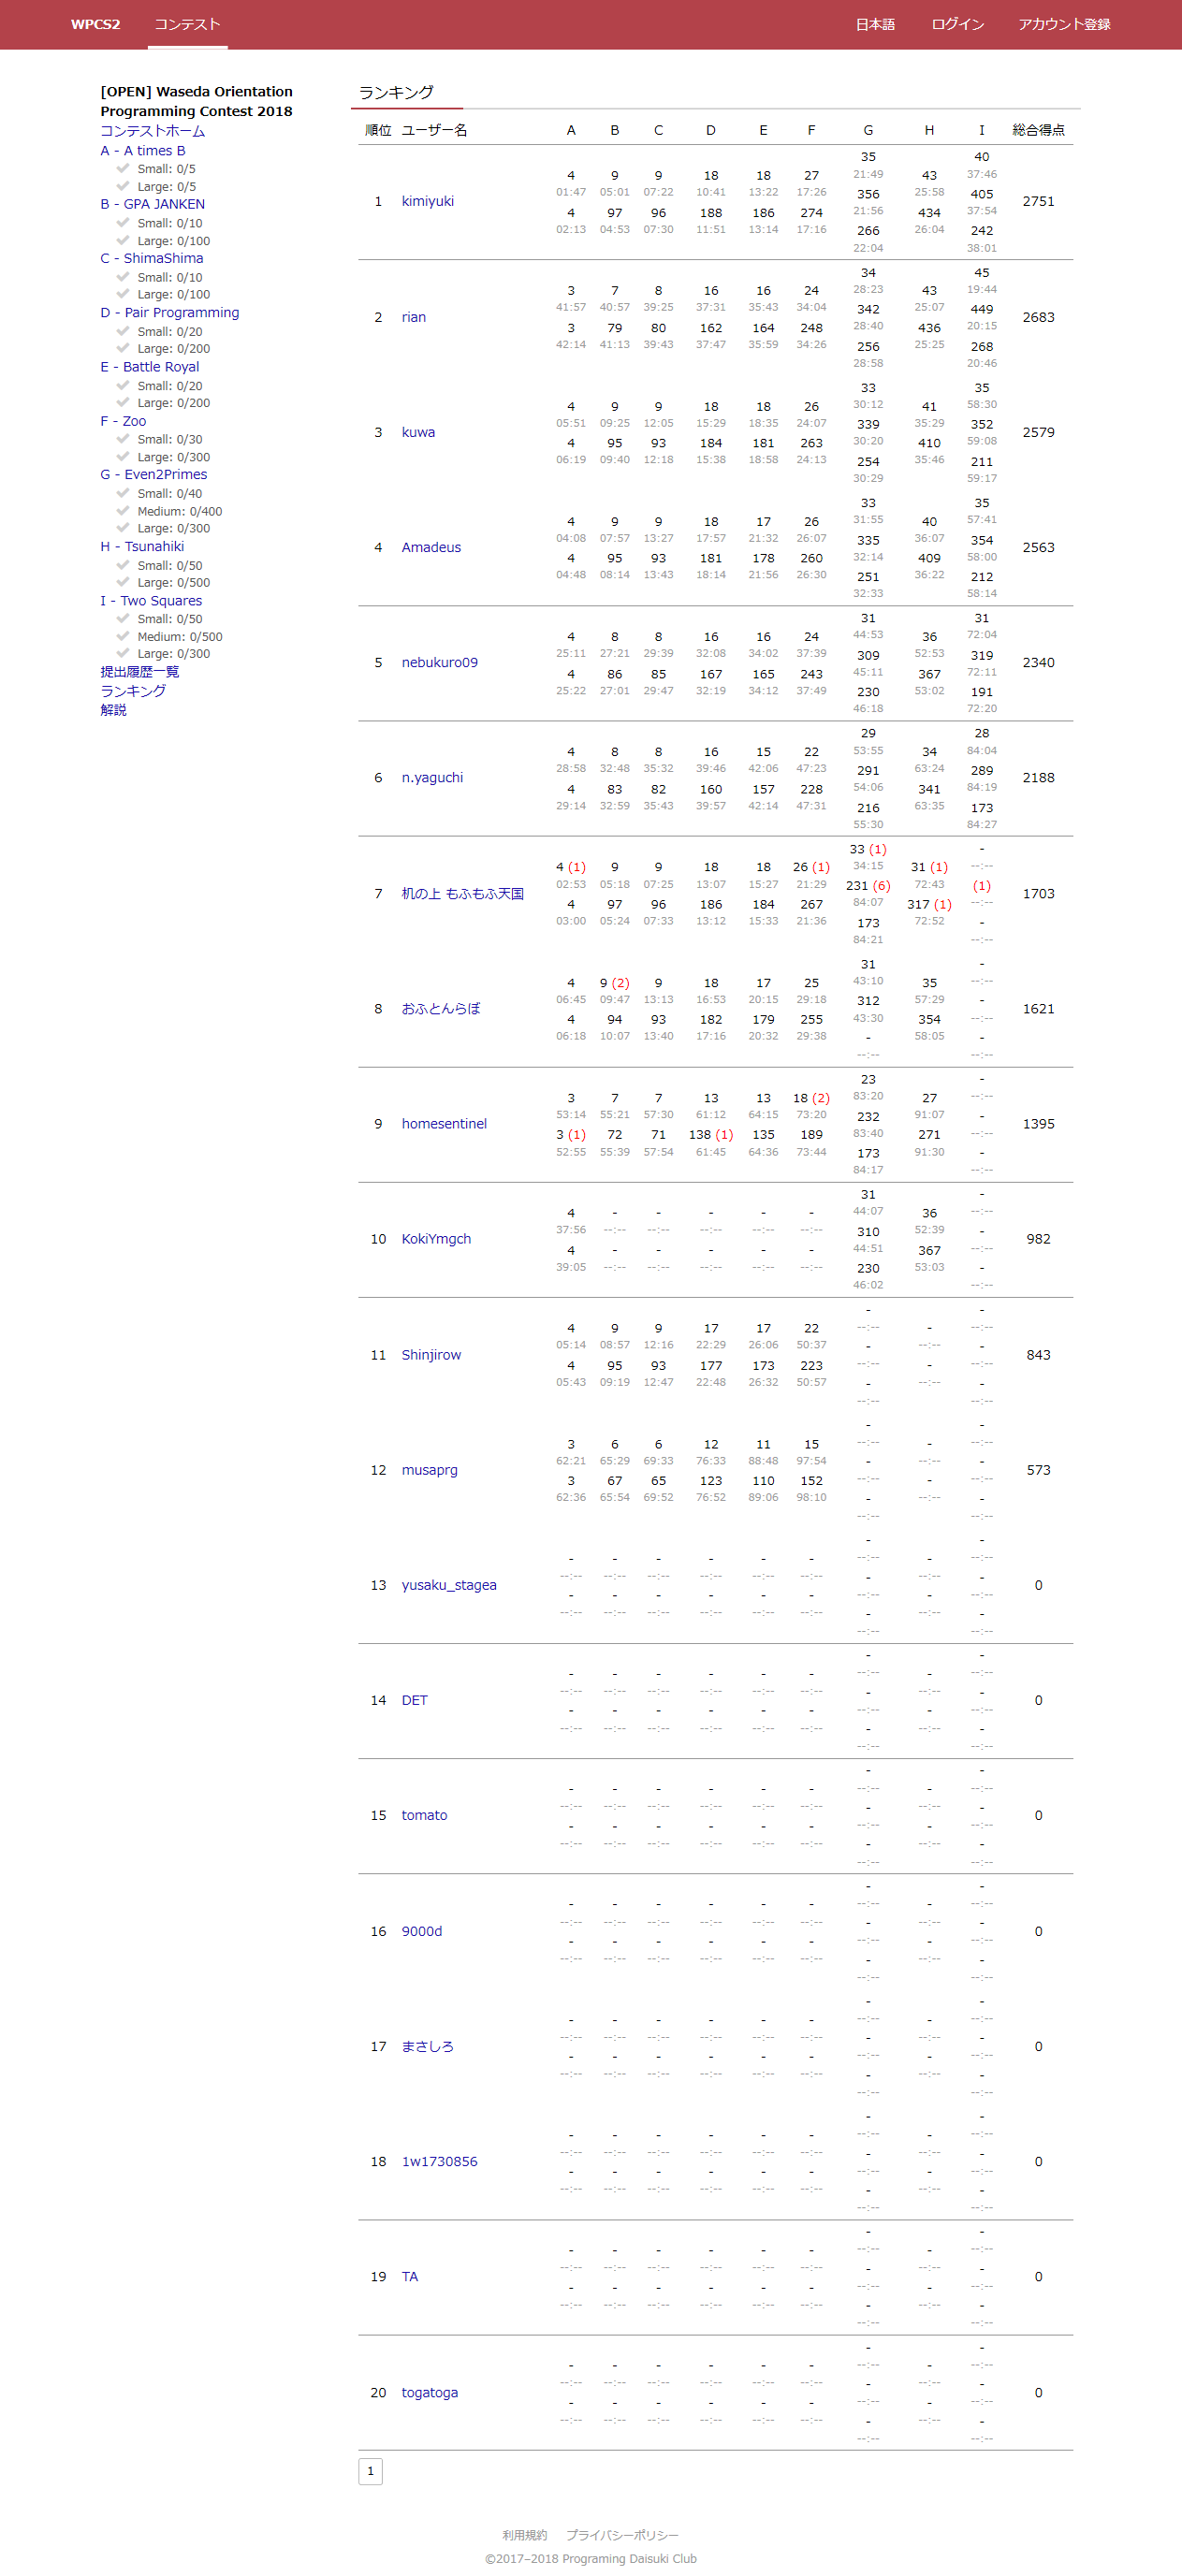 WPCS2 コンテスト 日本語 ログイン アカウント登録
[OPEN] Waseda Orientation
Programming Contest 2018
コンテストホーム
A - A times B
Small: 0/5
Large: 0/5
B - GPA JANKEN
Small: 0/10
Large: 0/100
C - ShimaShima
Small: 0/10
Large: 0/100
D - Pair Programming
Small: 0/20
Large: 0/200
E - Battle Royal
Small: 0/20
Large: 0/200
F - Zoo
Small: 0/30
Large: 0/300
G - Even2Primes
Small: 0/40
Medium: 0/400
Large: 0/300
H - Tsunahiki
Small: 0/50
Large: 0/500
I - Two Squares
Small: 0/50
Medium: 0/500
Large: 0/300
提出履歴一覧
ランキング
解説
ランキング
順位 ユーザー名 A B C D E F G H I 総合得点
35 40
4 9 9 18 18 27 21:49 43 37:46
01:47 05:01 07:22 10:41 13:22 17:26 356 25:58 405
1 kimiyuki 2751
4 97 96 188 186 274 21:56 434 37:54
02:13 04:53 07:30 11:51 13:14 17:16 266 26:04 242
22:04 38:01
34 45
3 7 8 16 16 24 28:23 43 19:44
41:57 40:57 39:25 37:31 35:43 34:04 342 25:07 449
2 rian 2683
3 79 80 162 164 248 28:40 436 20:15
42:14 41:13 39:43 37:47 35:59 34:26 256 25:25 268
28:58 20:46
33 35
4 9 9 18 18 26 30:12 41 58:30
05:51 09:25 12:05 15:29 18:35 24:07 339 35:29 352
3 kuwa 2579
4 95 93 184 181 263 30:20 410 59:08
06:19 09:40 12:18 15:38 18:58 24:13 254 35:46 211
30:29 59:17
33 35
4 9 9 18 17 26 31:55 40 57:41
04:08 07:57 13:27 17:57 21:32 26:07 335 36:07 354
4 Amadeus 2563
4 95 93 181 178 260 32:14 409 58:00
04:48 08:14 13:43 18:14 21:56 26:30 251 36:22 212
32:33 58:14
31 31
4 8 8 16 16 24 44:53 36 72:04
25:11 27:21 29:39 32:08 34:02 37:39 309 52:53 319
5 nebukuro09 2340
4 86 85 167 165 243 45:11 367 72:11
25:22 27:01 29:47 32:19 34:12 37:49 230 53:02 191
46:18 72:20
29 28
4 8 8 16 15 22 53:55 34 84:04
28:58 32:48 35:32 39:46 42:06 47:23 291 63:24 289
6 n.yaguchi 2188
4 83 82 160 157 228 54:06 341 84:19
29:14 32:59 35:43 39:57 42:14 47:31 216 63:35 173
55:30 84:27
33 (1) -
4 (1) 9 9 18 18 26 (1) 34:15 31 (1) --:--
02:53 05:18 07:25 13:07 15:27 21:29 231 (6) 72:43 (1)
7 机の上 もふもふ天国 1703
4 97 96 186 184 267 84:07 317 (1) --:--
03:00 05:24 07:33 13:12 15:33 21:36 173 72:52 -
84:21 --:--
31 -
4 9 (2) 9 18 17 25 43:10 35 --:--
06:45 09:47 13:13 16:53 20:15 29:18 312 57:29 -
8 おふとんらぼ 1621
4 94 93 182 179 255 43:30 354 --:--
06:18 10:07 13:40 17:16 20:32 29:38 - 58:05 -
--:-- --:--
23 -
3 7 7 13 13 18 (2) 83:20 27 --:--
53:14 55:21 57:30 61:12 64:15 73:20 232 91:07 -
9 homesentinel 1395
3 (1) 72 71 138 (1) 135 189 83:40 271 --:--
52:55 55:39 57:54 61:45 64:36 73:44 173 91:30 -
84:17 --:--
31 -
4 - - - - - 44:07 36 --:--
37:56 --:-- --:-- --:-- --:-- --:-- 310 52:39 -
10 KokiYmgch 982
4 - - - - - 44:51 367 --:--
39:05 --:-- --:-- --:-- --:-- --:-- 230 53:03 -
46:02 --:--
- -
4 9 9 17 17 22 --:-- - --:--
05:14 08:57 12:16 22:29 26:06 50:37 - --:-- -
11 Shinjirow 843
4 95 93 177 173 223 --:-- - --:--
05:43 09:19 12:47 22:48 26:32 50:57 - --:-- -
--:-- --:--
- -
3 6 6 12 11 15 --:-- - --:--
62:21 65:29 69:33 76:33 88:48 97:54 - --:-- -
12 musaprg 573
3 67 65 123 110 152 --:-- - --:--
62:36 65:54 69:52 76:52 89:06 98:10 - --:-- -
--:-- --:--
- -
- - - - - - --:-- - --:--
--:-- --:-- --:-- --:-- --:-- --:-- - --:-- -
13 yusaku_stagea 0
- - - - - - --:-- - --:--
--:-- --:-- --:-- --:-- --:-- --:-- - --:-- -
--:-- --:--
- -
- - - - - - --:-- - --:--
--:-- --:-- --:-- --:-- --:-- --:-- - --:-- -
14 DET 0
- - - - - - --:-- - --:--
--:-- --:-- --:-- --:-- --:-- --:-- - --:-- -
--:-- --:--
- -
- - - - - - --:-- - --:--
--:-- --:-- --:-- --:-- --:-- --:-- - --:-- -
15 tomato 0
- - - - - - --:-- - --:--
--:-- --:-- --:-- --:-- --:-- --:-- - --:-- -
--:-- --:--
- -
- - - - - - --:-- - --:--
--:-- --:-- --:-- --:-- --:-- --:-- - --:-- -
16 9000d 0
- - - - - - --:-- - --:--
--:-- --:-- --:-- --:-- --:-- --:-- - --:-- -
--:-- --:--
- -
- - - - - - --:-- - --:--
--:-- --:-- --:-- --:-- --:-- --:-- - --:-- -
17 まさしろ 0
- - - - - - --:-- - --:--
--:-- --:-- --:-- --:-- --:-- --:-- - --:-- -
--:-- --:--
- -
- - - - - - --:-- - --:--
--:-- --:-- --:-- --:-- --:-- --:-- - --:-- -
18 1w1730856 0
- - - - - - --:-- - --:--
--:-- --:-- --:-- --:-- --:-- --:-- - --:-- -
--:-- --:--
- -
- - - - - - --:-- - --:--
--:-- --:-- --:-- --:-- --:-- --:-- - --:-- -
19 TA 0
- - - - - - --:-- - --:--
--:-- --:-- --:-- --:-- --:-- --:-- - --:-- -
--:-- --:--
- -
- - - - - - --:-- - --:--
--:-- --:-- --:-- --:-- --:-- --:-- - --:-- -
20 togatoga 0
- - - - - - --:-- - --:--
--:-- --:-- --:-- --:-- --:-- --:-- - --:-- -
--:-- --:--
1
利用規約 プライバシーポリシー
©2017–2018 Programing Daisuki Club